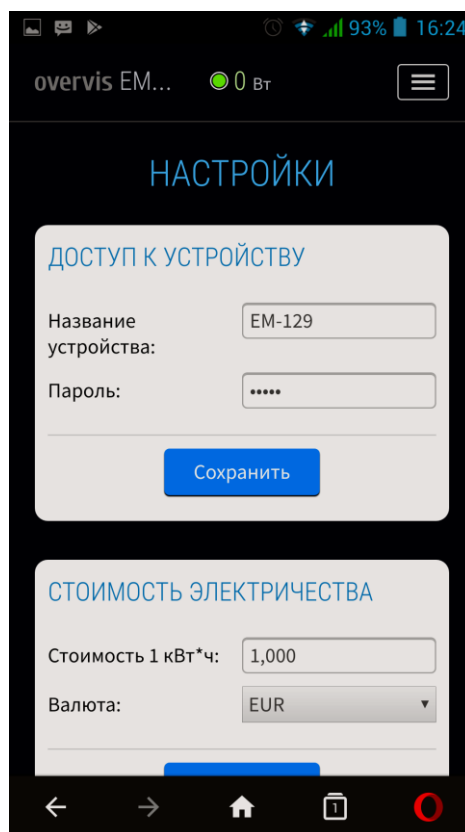 93% 16:24
overvis EM... 0 Вт
НАСТРОЙКИ
ДОСТУП К УСТРОЙСТВУ
Название
устройства:
EM-129
Пароль: •••••
Сохранить
СТОИМОСТЬ ЭЛЕКТРИЧЕСТВА
Стоимость 1 кВт*ч: 1,000
Валюта: EUR
1